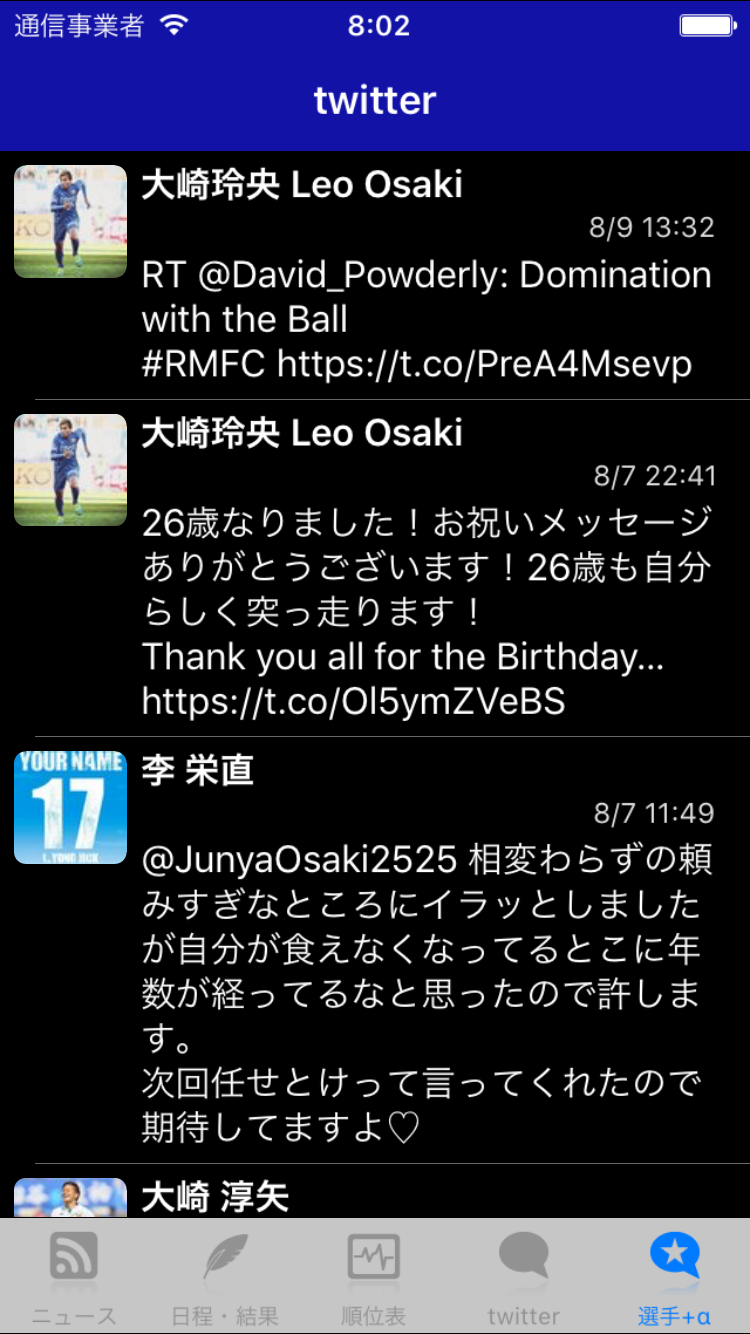 通信事業者 8:02
twitter
大崎玲央 Leo Osaki
8/9 13:32
RT @David_Powderly: Domination
with the Ball
#RMFC https://t.co/PreA4Msevp
大崎玲央 Leo Osaki
8/7 22:41
26歳なりました！お祝いメッセージ
ありがとうございます！26歳も自分
らしく突っ走ります！
Thank you all for the Birthday...
https://t.co/Ol5ymZVeBS
YOUR NAME
17
李 栄直
8/7 11:49
@JunyaOsaki2525 相変わらずの頼
みすぎなところにイラッとしました
が自分が食えなくなってるとこに年
数が経ってるなと思ったので許しま
す。
次回任せとけって言ってくれたので
期待してますよ♡
大崎 淳矢
ニュース 日程・結果 順位表 twitter 選手+α